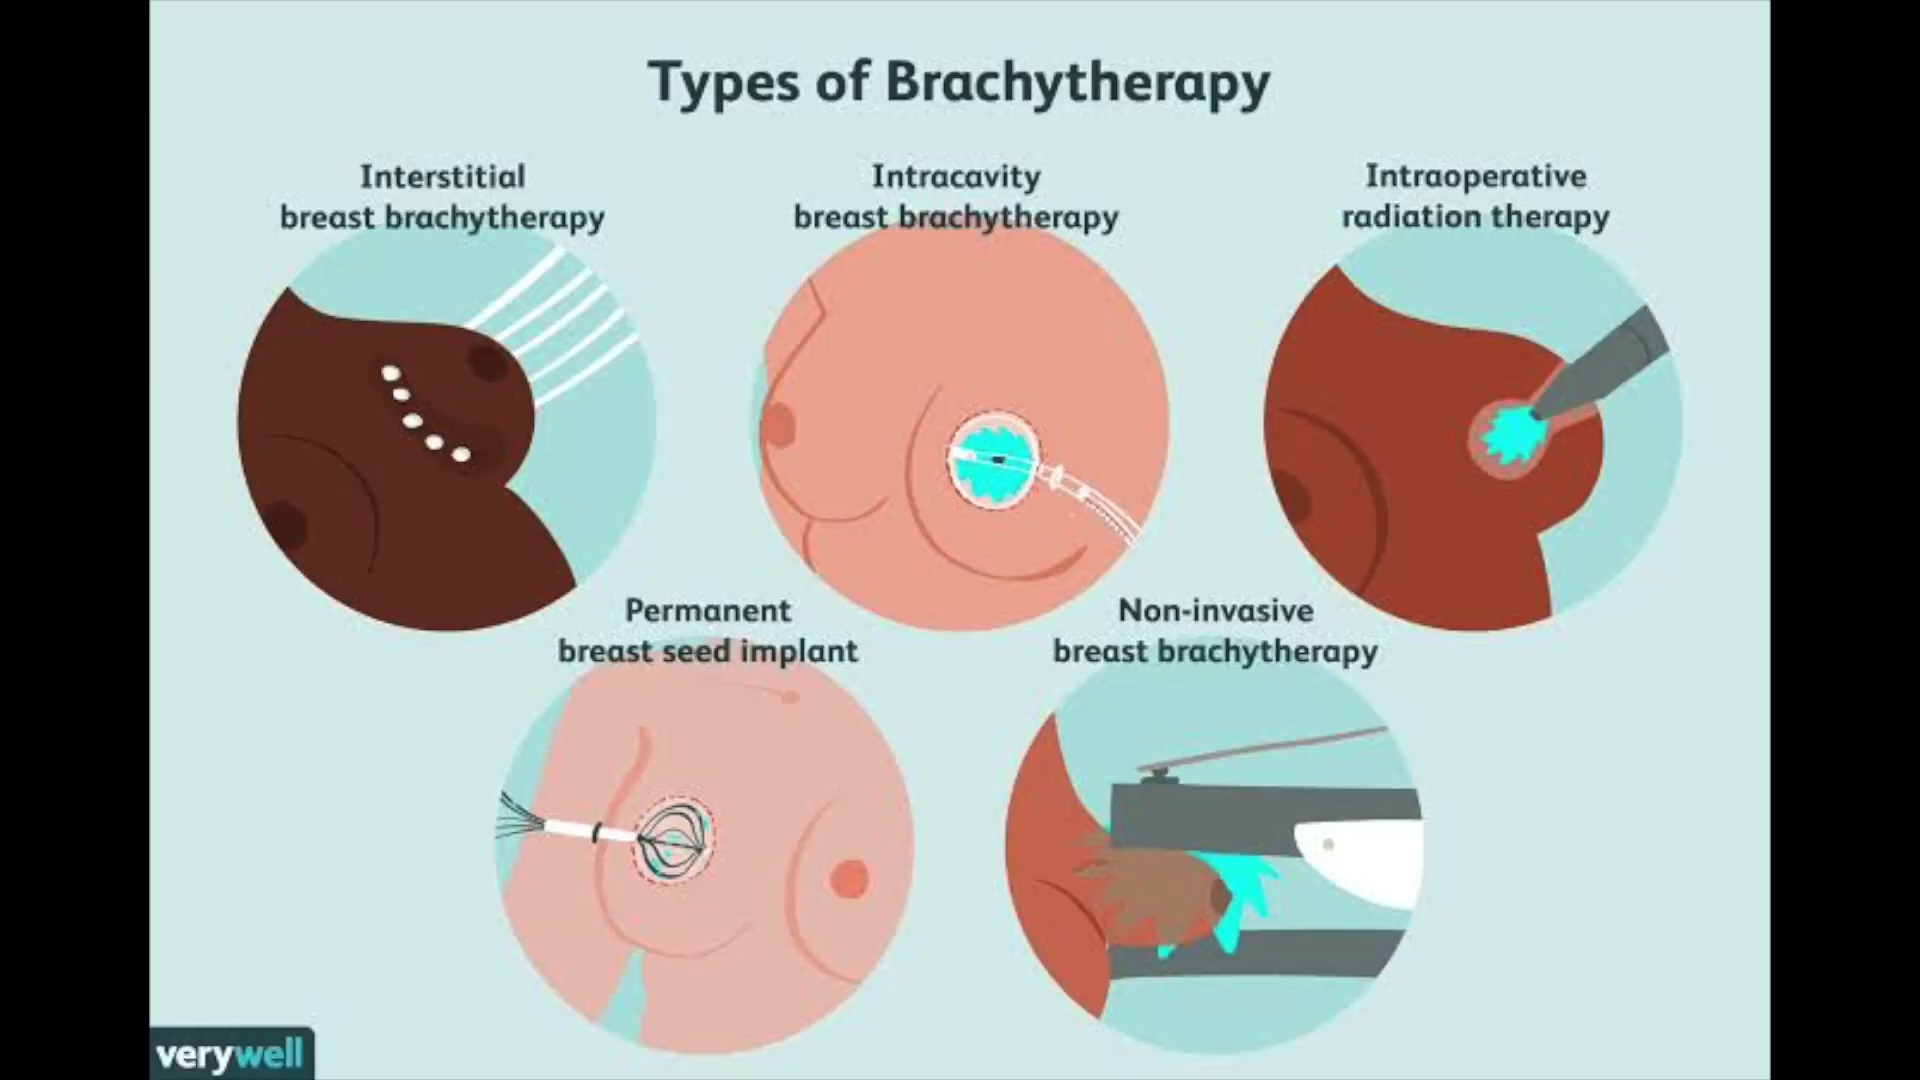 Types of Brachytherapy
Interstitial
breast brachytherapy
Intracavity
breast brachytherapy
Intraoperative
radiation therapy
Permanent
breast seed implant
Non-invasive
breast brachytherapy
verywell